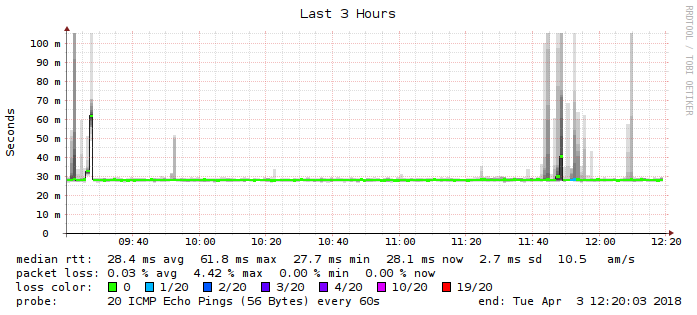 Last 3 Hours
RRDTOOL / TOBI OETIKER
Seconds
100 m
90 m
80 m
70 m
60 m
50 m
40 m
30 m
20 m
10 m
0
09:40 10:00 10:20 10:40 11:00 11:20 11:40 12:00 12:20
median rtt: 28.4 ms avg 61.8 ms max 27.7 ms min 28.1 ms now 2.7 ms sd 10.5 am/s
packet loss: 0.03 % avg 4.42 % max 0.00 % min 0.00 % now
loss color: 0 1/20 2/20 3/20 4/20 10/20 19/20
probe: 20 ICMP Echo Pings (56 Bytes) every 60s end: Tue Apr 3 12:20:03 2018